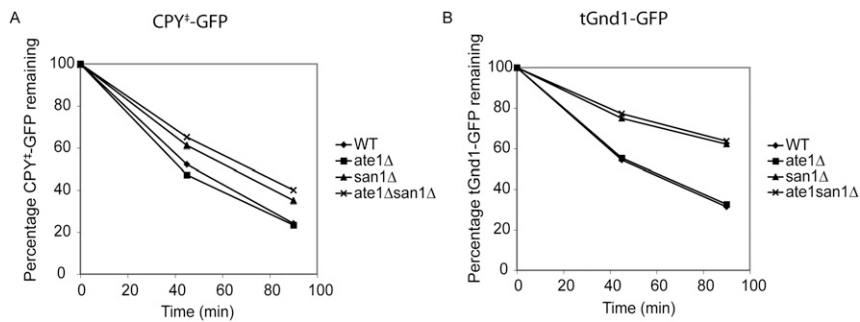 A
CPY‡-GFP
Percentage CPY‡-GFP remaining
100
80
60
40
20
0
0 20 40 60 80 100
Time (min)
WT
ate1Δ
san1Δ
ate1Δsan1Δ
B
tGnd1-GFP
Percentage tGnd1-GFP remaining
100
80
60
40
20
0
0 20 40 60 80 100
Time (min)
WT
ate1Δ
san1Δ
ate1san1Δ